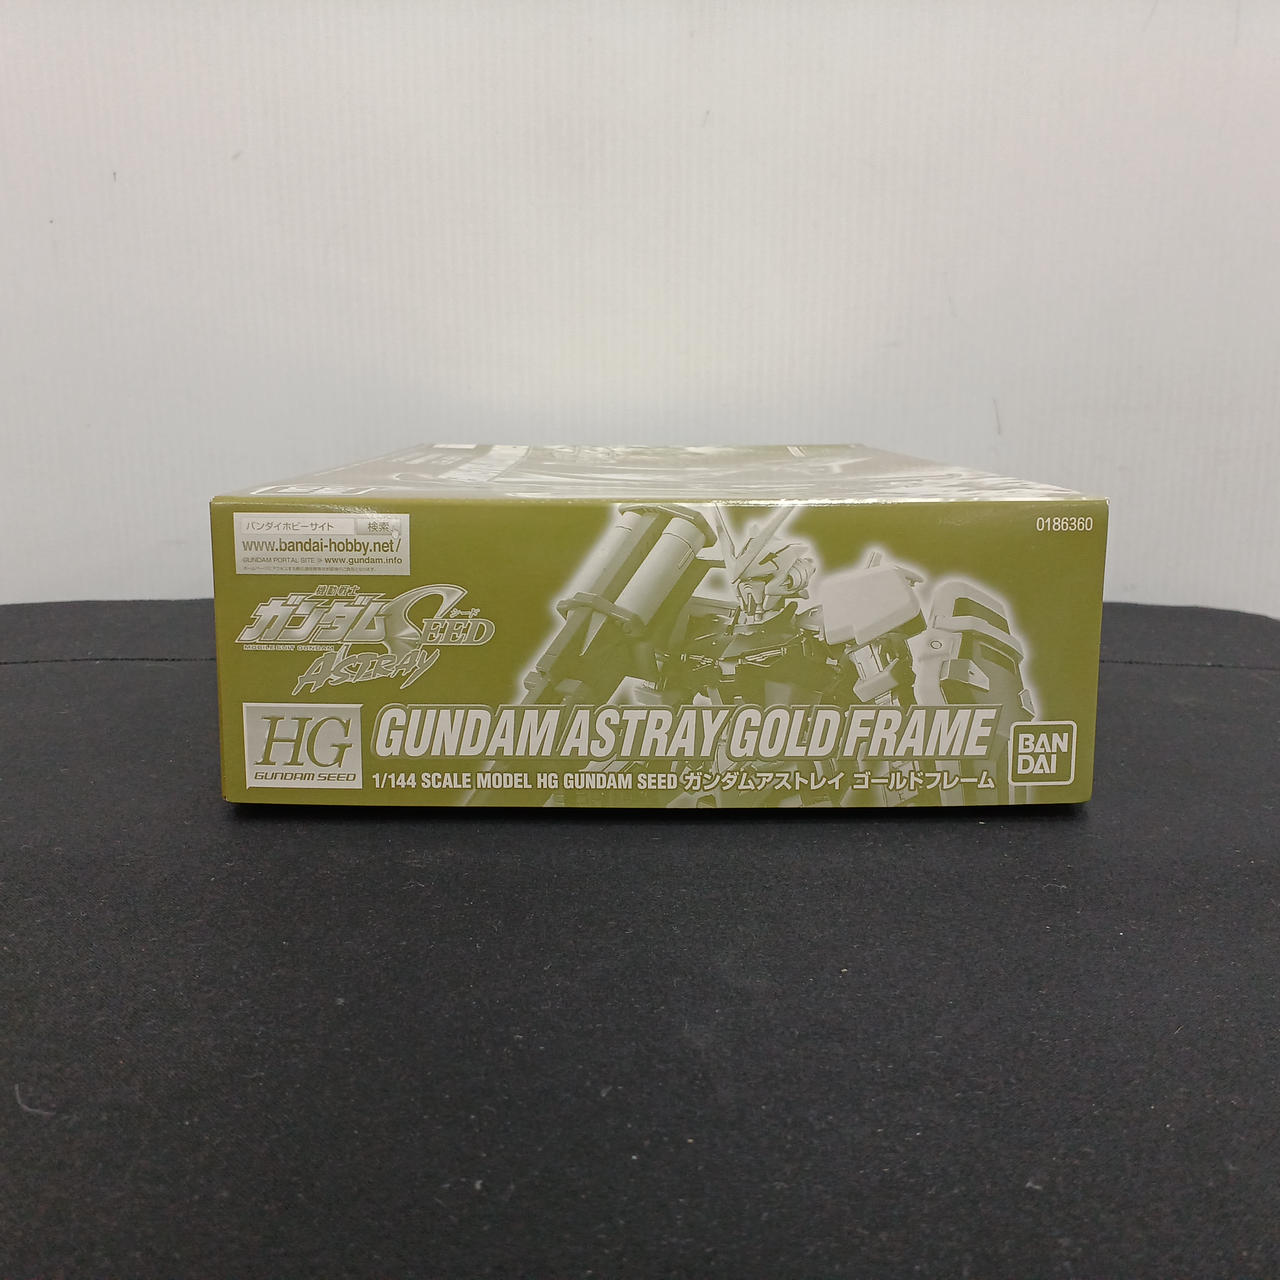 バンダイホビーサイト 検索
www.bandai-hobby.net/
GUNDAM PORTAL SITE ≫ www.gundam.info
0186360
機動戦士
ガンダムSEED
シード
MOBILE SUIT GUNDAM
ASTRAY
HG
GUNDAM SEED
GUNDAM ASTRAY GOLD FRAME
1/144 SCALE MODEL HG GUNDAM SEED ガンダムアストレイ ゴールドフレーム
BAN
DAI